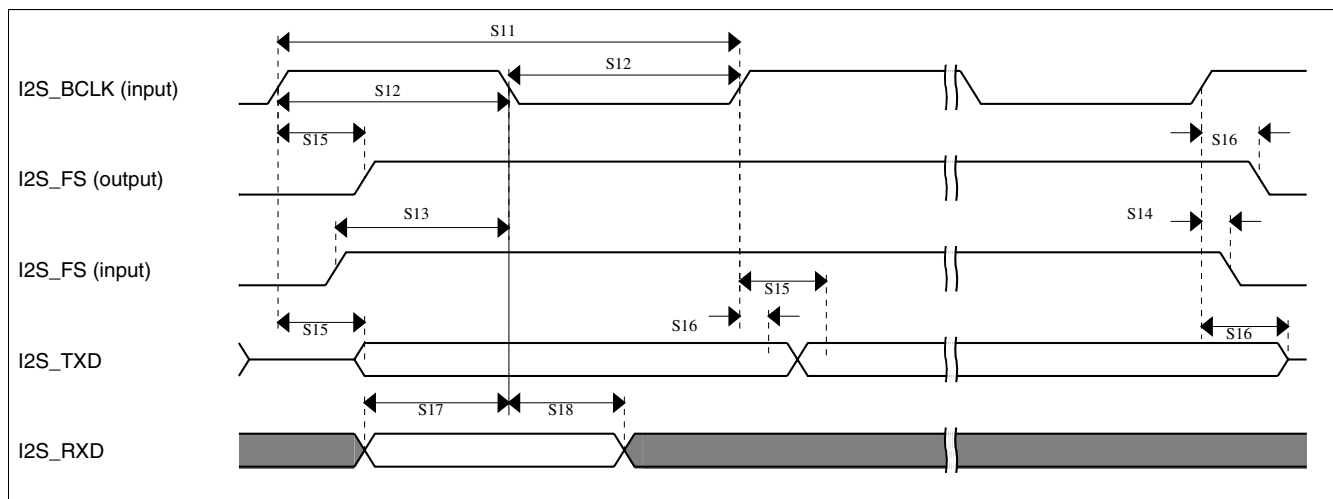 S11
S12
I2S_BCLK (input)
S12
S15
S16
I2S_FS (output)
S13
S14
I2S_FS (input)
S15
S16
S15
S16
I2S_TXD
S17
S18
I2S_RXD